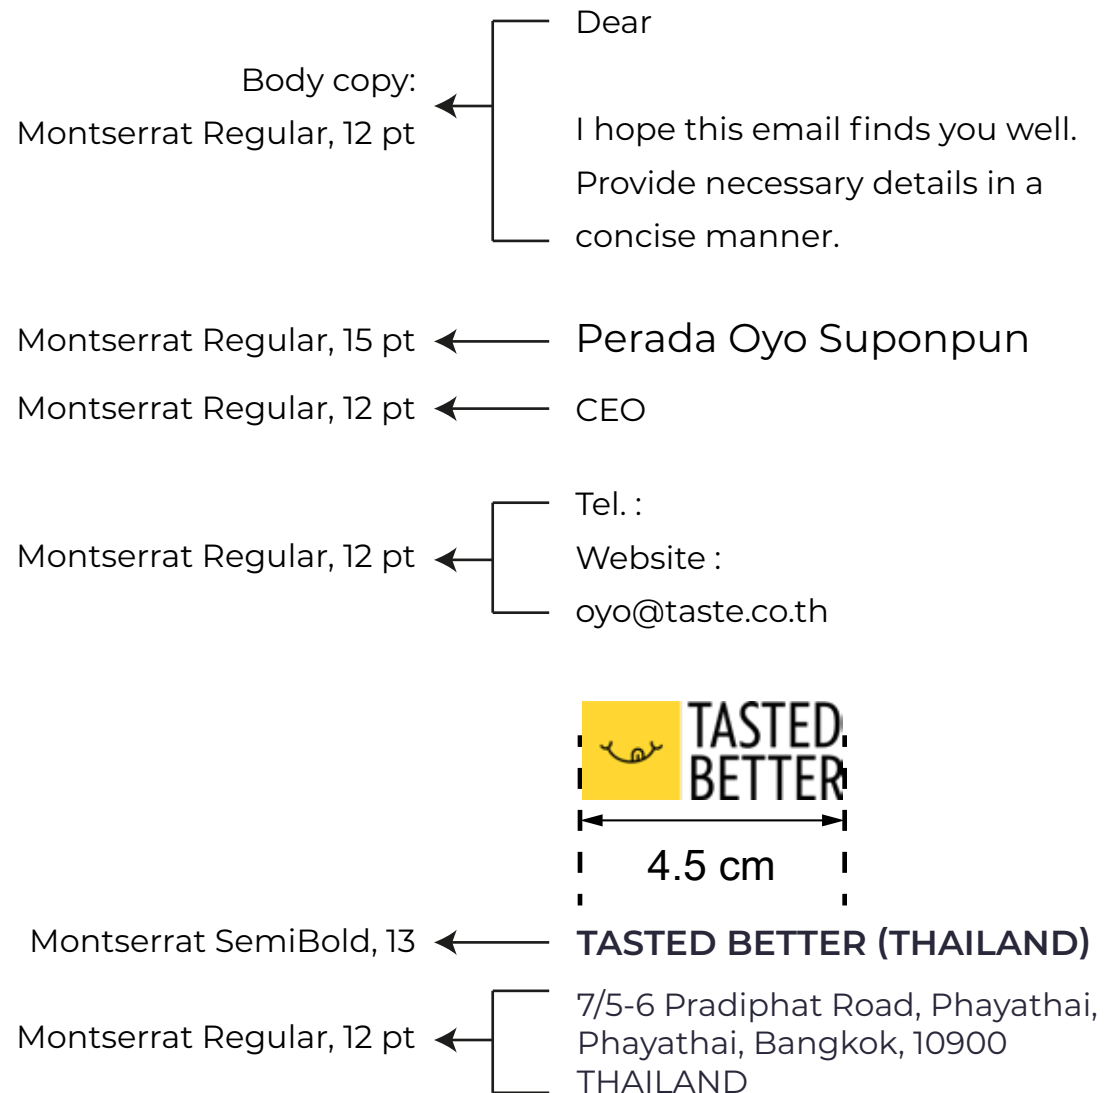 Body copy:
Montserrat Regular, 12 pt
Dear
I hope this email finds you well.
Provide necessary details in a
concise manner.
Montserrat Regular, 15 pt
Perada Oyo Suponpun
Montserrat Regular, 12 pt
CEO
Montserrat Regular, 12 pt
Tel. :
Website :
oyo@taste.co.th
TASTED
BETTER
4.5 cm
Montserrat SemiBold, 13
TASTED BETTER (THAILAND)
Montserrat Regular, 12 pt
7/5-6 Pradiphat Road, Phayathai,
Phayathai, Bangkok, 10900
THAILAND